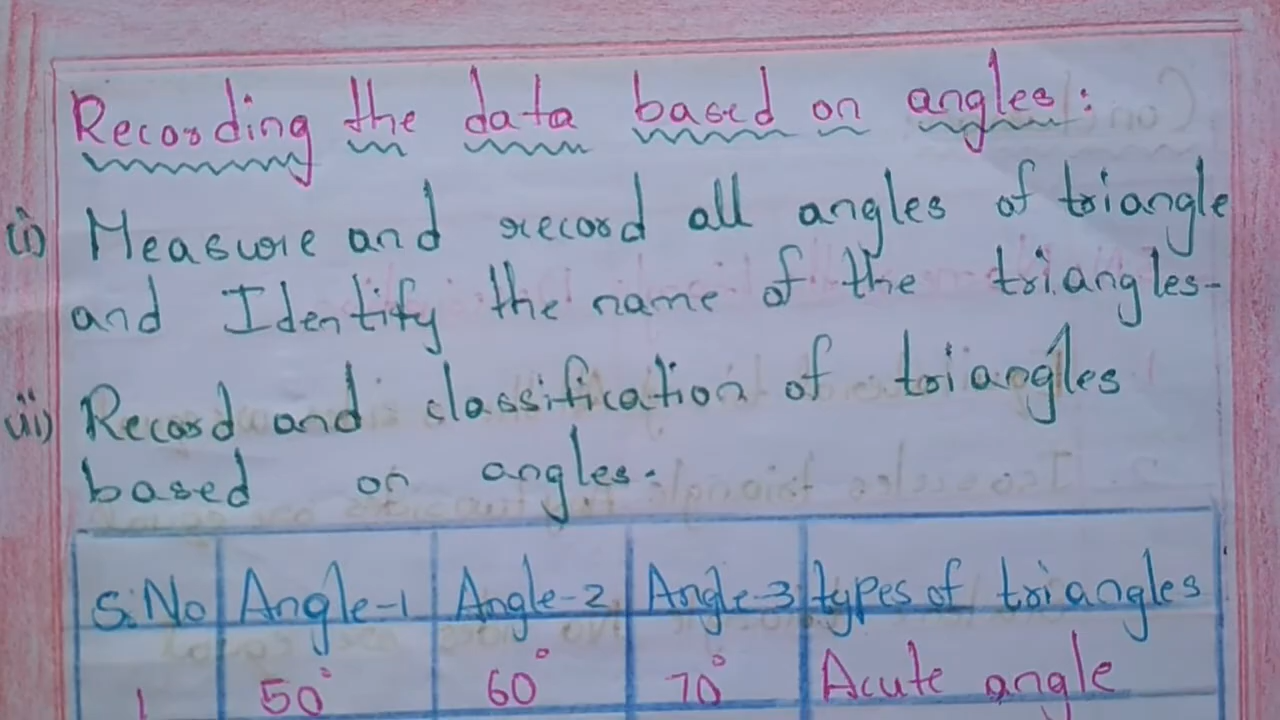 Recording the data based on angles:
(i) Measure and record all angles of triangle
and Identify the name of the triangles-
(ii) Record and classification of triangles
based on angles.
S.No Angle-1 Angle-2 Angle-3 types of triangles
1 50° 60° 70° Acute angle